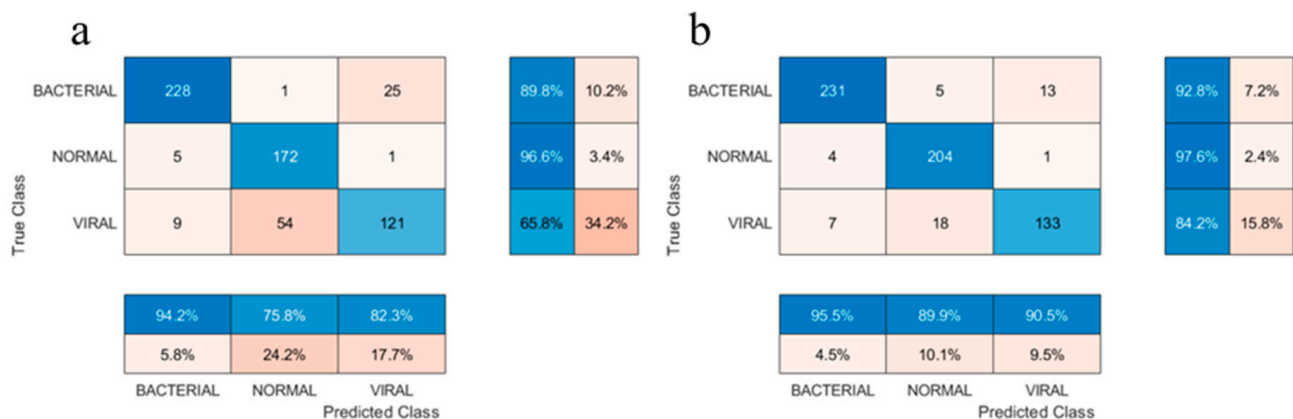 a
BACTERIAL 228 1 25 89.8% 10.2%
NORMAL 5 172 1 96.6% 3.4%
VIRAL 9 54 121 65.8% 34.2%
True Class
94.2% 75.8% 82.3%
5.8% 24.2% 17.7%
BACTERIAL NORMAL VIRAL
Predicted Class
b
BACTERIAL 231 5 13 92.8% 7.2%
NORMAL 4 204 1 97.6% 2.4%
VIRAL 7 18 133 84.2% 15.8%
True Class
95.5% 89.9% 90.5%
4.5% 10.1% 9.5%
BACTERIAL NORMAL VIRAL
Predicted Class